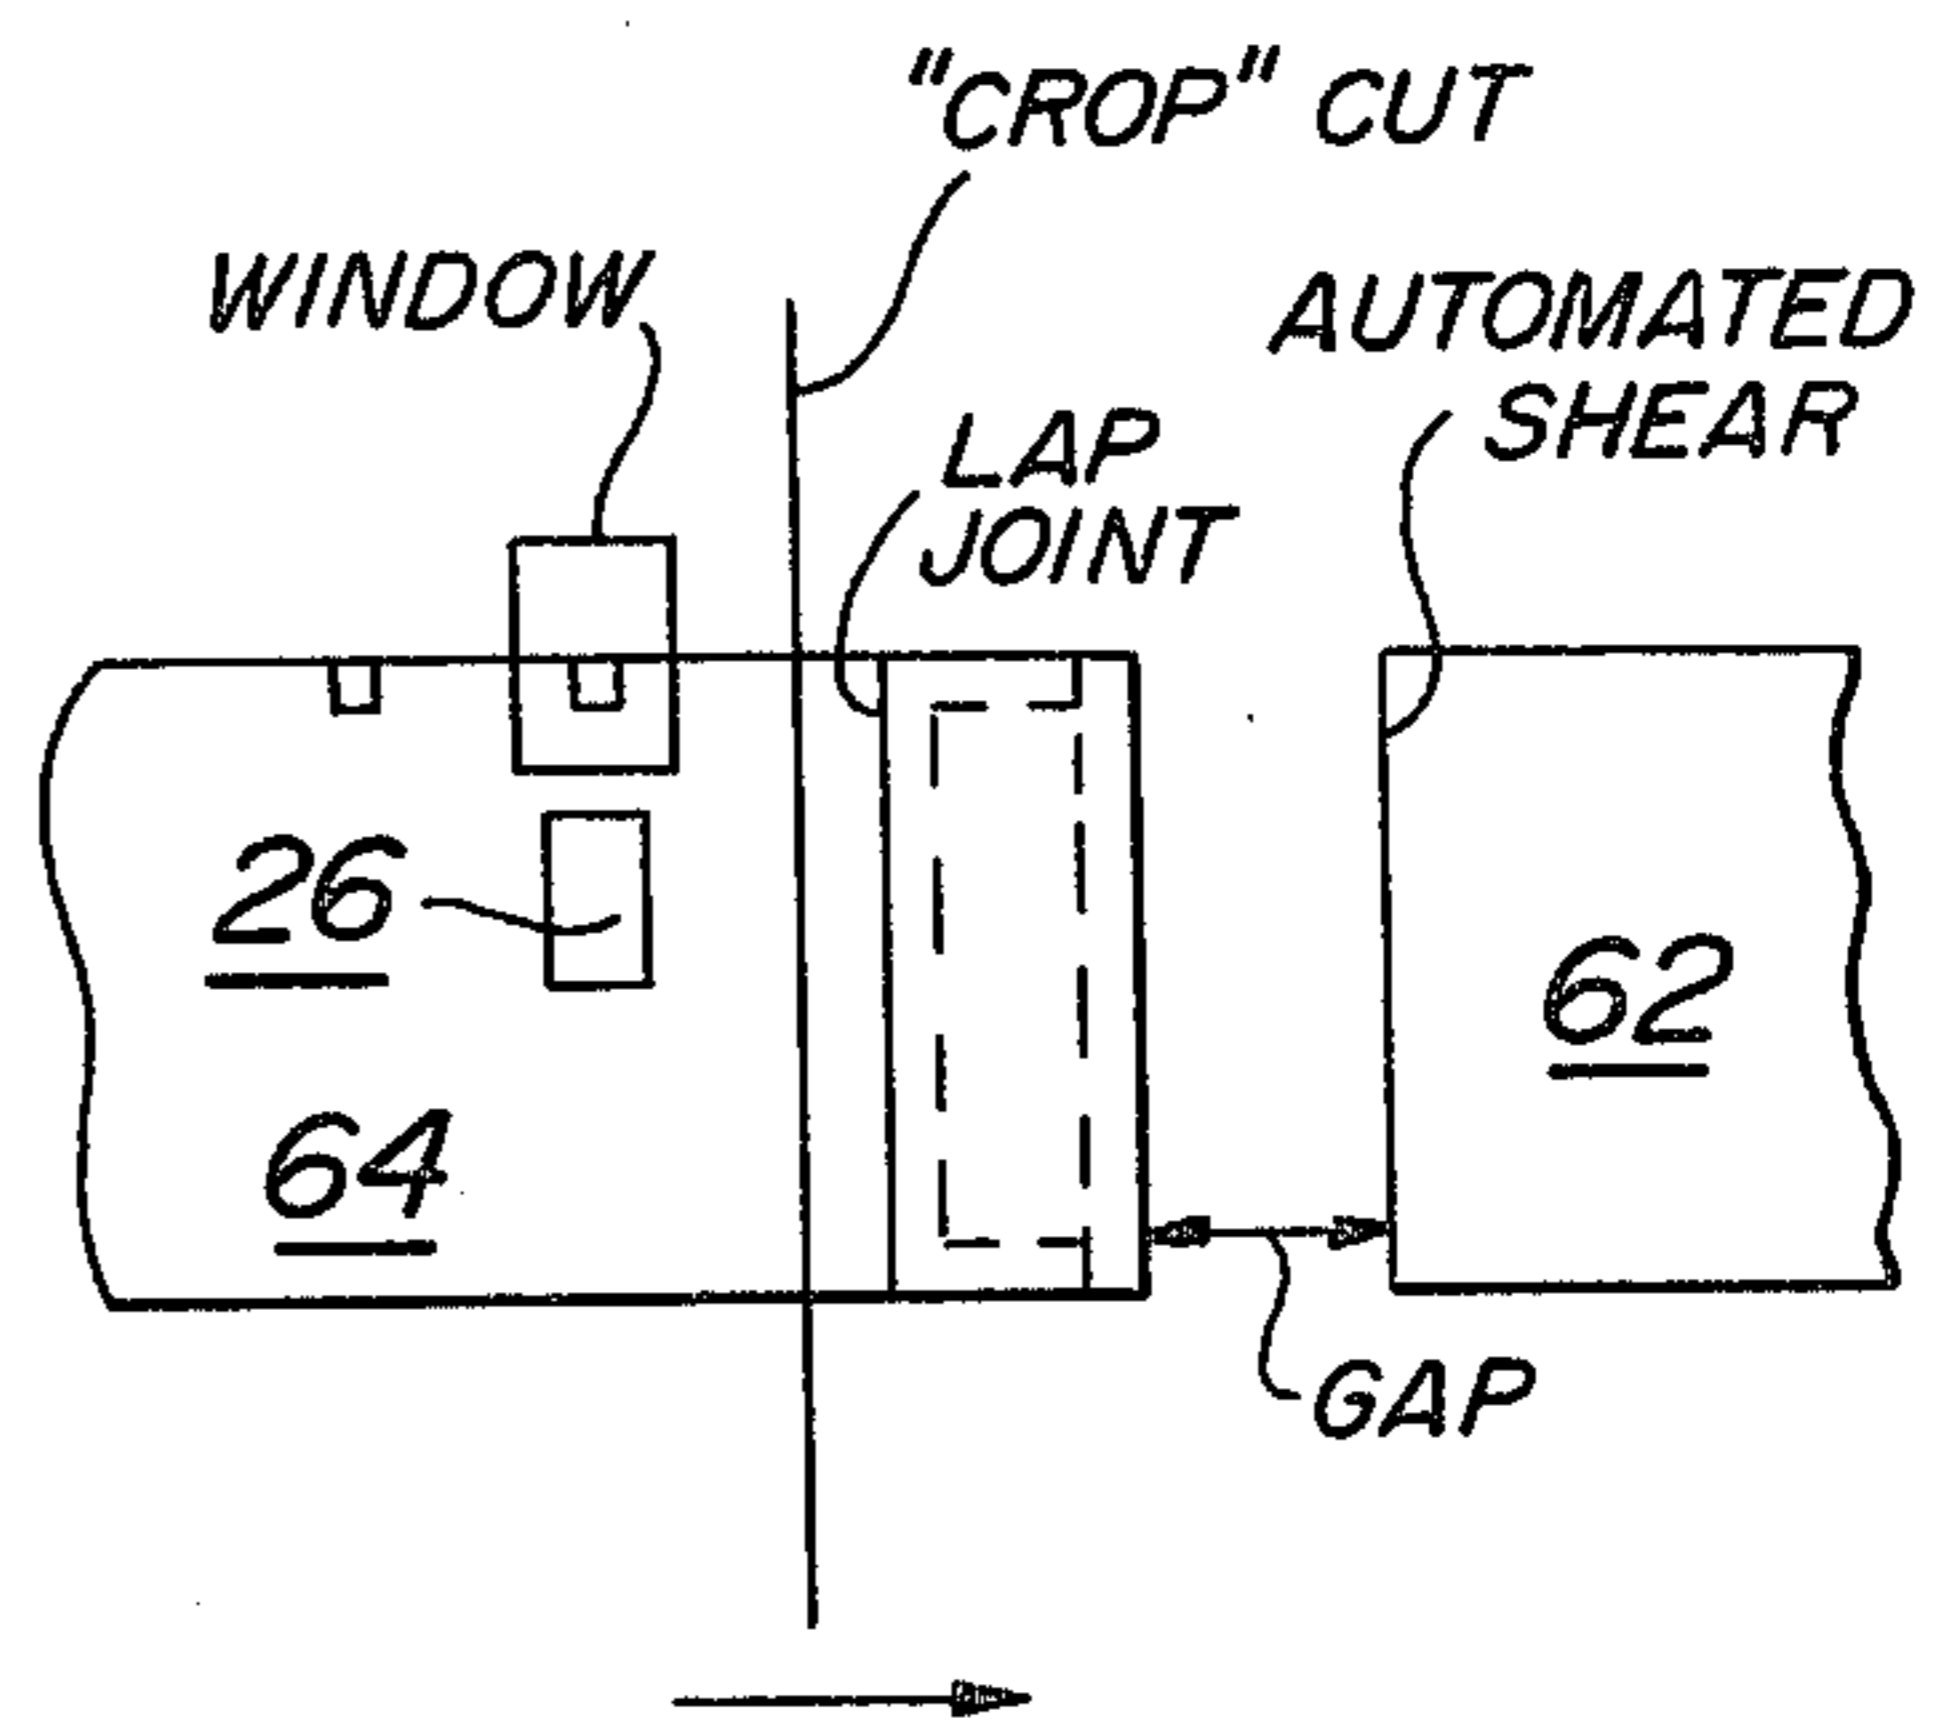 "CROP" CUT
WINDOW
AUTOMATED
SHEAR
LAP
JOINT
26
62
64
GAP